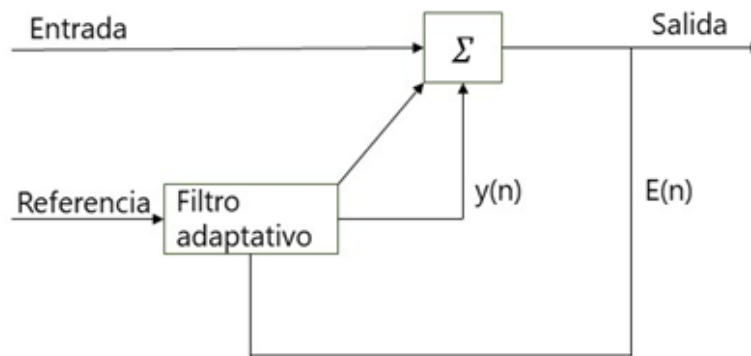 Entrada
Σ
Salida
Referencia
Filtro
adaptativo
y(n)
E(n)